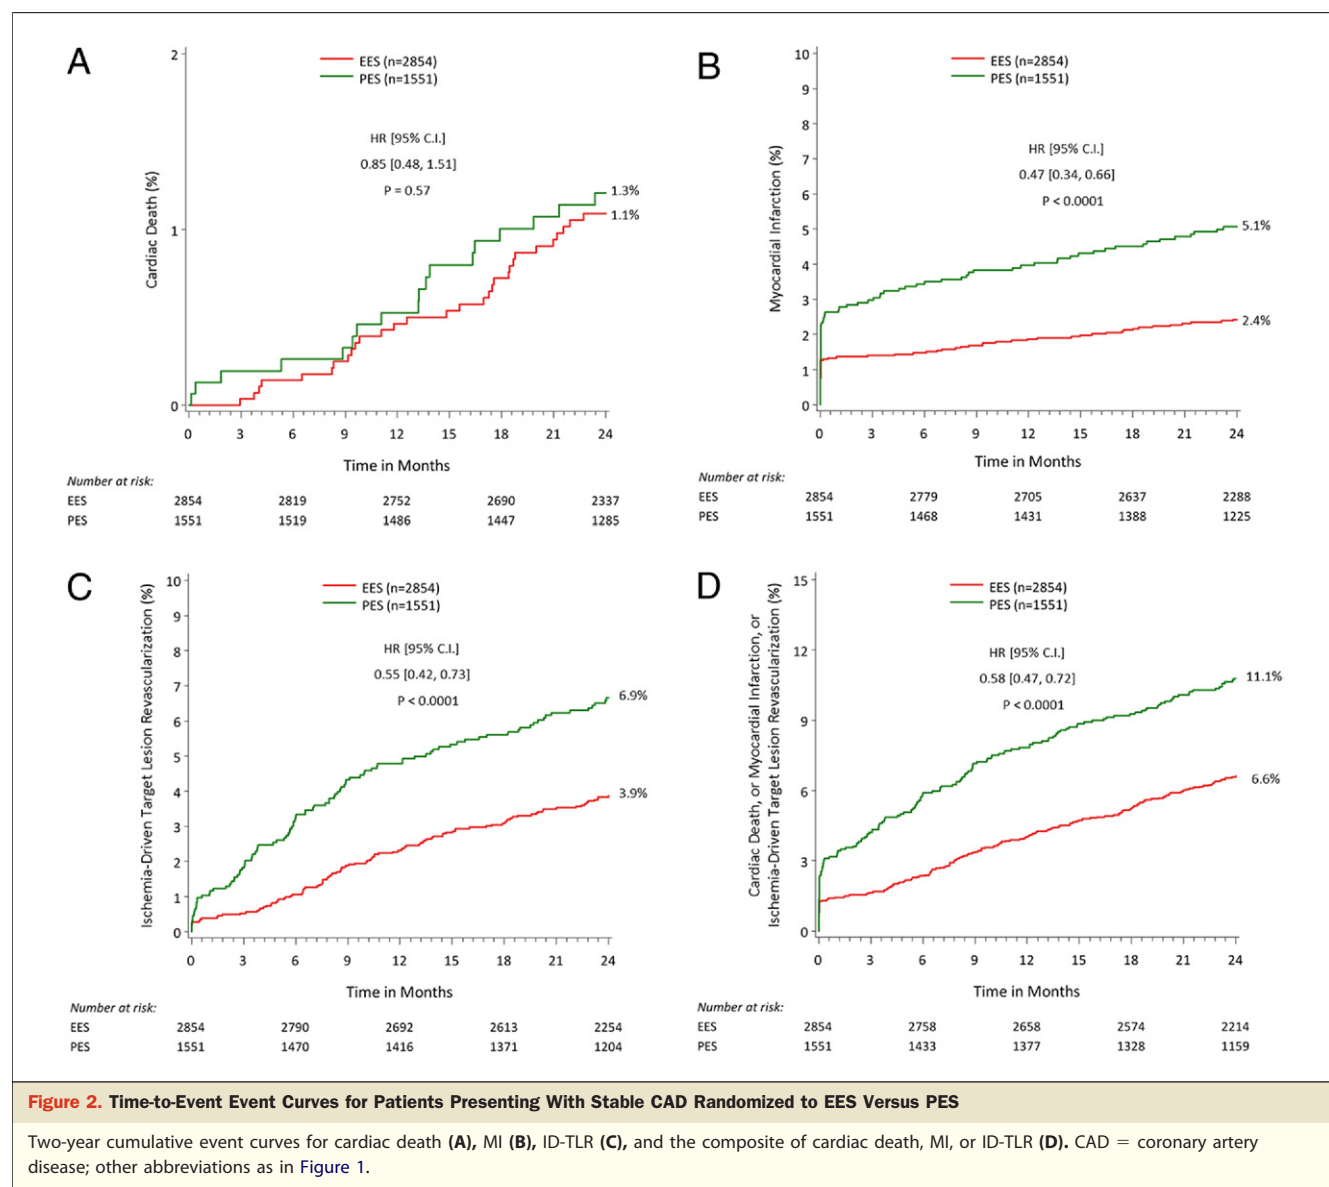 A
EES (n=2854)
PES (n=1551)
HR [95% C.I.]
0.85 [0.48, 1.51]
P = 0.57
Cardiac Death (%)
2
1
0
1.3%
1.1%
0 3 6 9 12 15 18 21 24
Time in Months
Number at risk:
EES 2854 2819 2752 2690 2337
PES 1551 1519 1486 1447 1285
B
EES (n=2854)
PES (n=1551)
HR [95% C.I.]
0.47 [0.34, 0.66]
P < 0.0001
Myocardial Infarction (%)
10
9
8
7
6
5
4
3
2
1
0
5.1%
2.4%
0 3 6 9 12 15 18 21 24
Time in Months
Number at risk:
EES 2854 2779 2705 2637 2288
PES 1551 1468 1431 1388 1225
C
EES (n=2854)
PES (n=1551)
HR [95% C.I.]
0.55 [0.42, 0.73]
P < 0.0001
Ischemia-Driven Target Lesion Revascularization (%)
10
9
8
7
6
5
4
3
2
1
0
6.9%
3.9%
0 3 6 9 12 15 18 21 24
Time in Months
Number at risk:
EES 2854 2790 2692 2613 2254
PES 1551 1470 1416 1371 1204
D
EES (n=2854)
PES (n=1551)
HR [95% C.I.]
0.58 [0.47, 0.72]
P < 0.0001
Cardiac Death, or Myocardial Infarction, or
Ischemia-Driven Target Lesion Revascularization (%)
15
12
9
6
3
0
11.1%
6.6%
0 3 6 9 12 15 18 21 24
Time in Months
Number at risk:
EES 2854 2758 2658 2574 2214
PES 1551 1433 1377 1328 1159
Figure 2. Time-to-Event Event Curves for Patients Presenting With Stable CAD Randomized to EES Versus PES
Two-year cumulative event curves for cardiac death (A), MI (B), ID-TLR (C), and the composite of cardiac death, MI, or ID-TLR (D). CAD = coronary artery
disease; other abbreviations as in Figure 1.